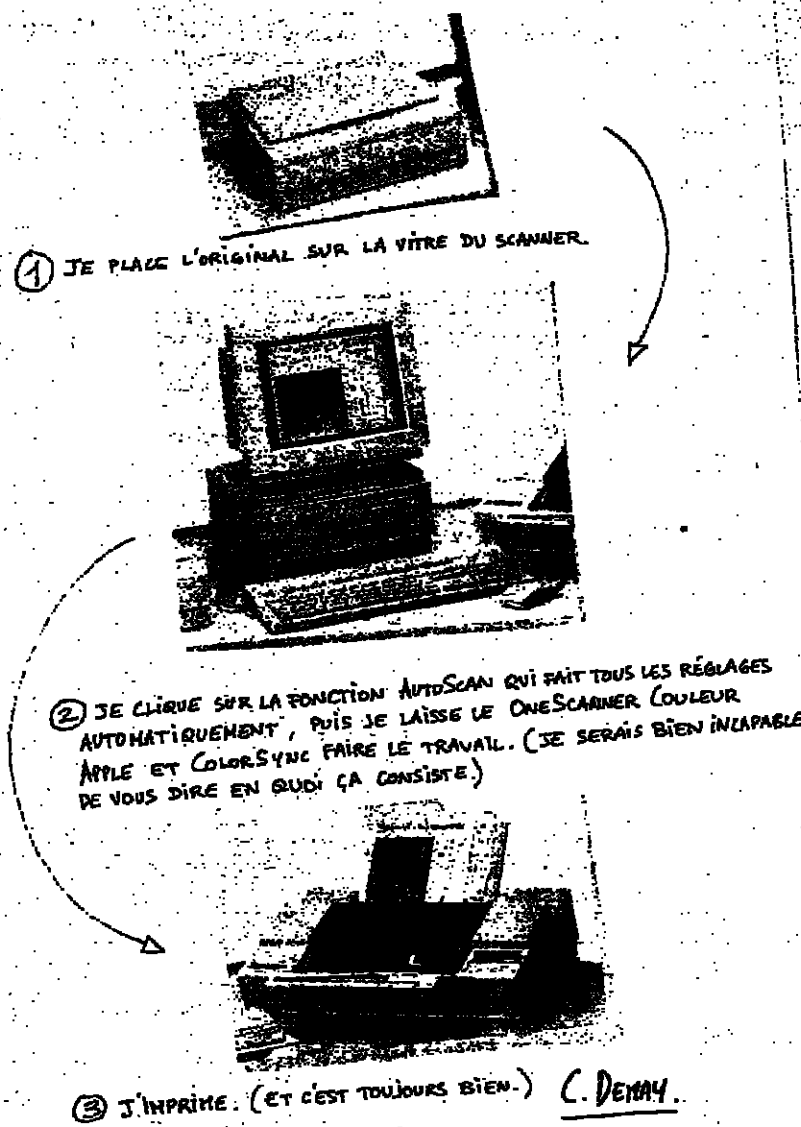 ① JE PLACE L'ORIGINAL SUR LA VITRE DU SCANNER.
② JE CLIQUE SUR LA FONCTION AUTOSCAN QUI FAIT TOUS LES RÉGLAGES
AUTOMATIQUEMENT, PUIS JE LAISSE LE ONESCANNER COULEUR
APPLE ET COLORSYNC FAIRE LE TRAVAIL. (JE SERAIS BIEN INCAPABLE
DE VOUS DIRE EN QUOI ÇA CONSISTE.)
③ J'IMPRIME. (ET C'EST TOUJOURS BIEN.) C. DEMAY.